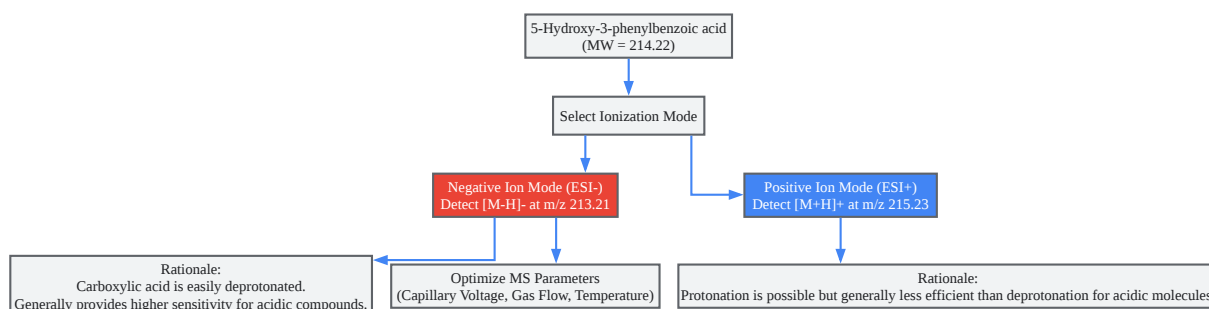 5-Hydroxy-3-phenylbenzoic acid
(MW = 214.22)
Select Ionization Mode
Negative Ion Mode (ESI-)
Detect [M-H]- at m/z 213.21
Positive Ion Mode (ESI+)
Detect [M+H]+ at m/z 215.23
Rationale:
Carboxylic acid is easily deprotonated.
Generally provides higher sensitivity for acidic compounds.
Optimize MS Parameters
(Capillary Voltage, Gas Flow, Temperature)
Rationale:
Protonation is possible but generally less efficient than deprotonation for acidic molecules